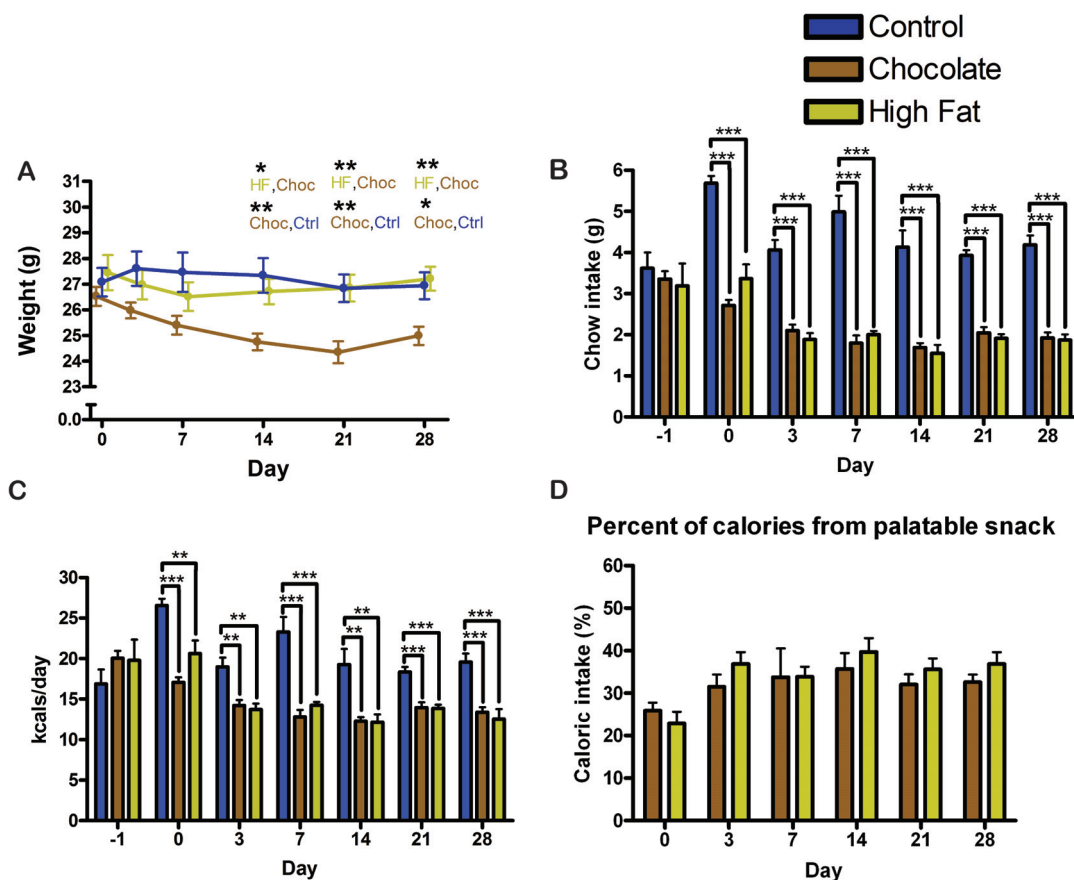 Control
Chocolate
High Fat
A
* ** **
HF,Choc HF,Choc HF,Choc
** ** *
Choc,Ctrl Choc,Ctrl Choc,Ctrl
Weight (g)
31
30
29
28
27
26
25
24
23
0.0
0 7 14 21 28
Day
B
Chow intake (g)
6
5
4
3
2
1
0
*** *** *** *** *** ***
*** *** *** *** *** ***
-1 0 3 7 14 21 28
Day
C
kcals/day
30
25
20
15
10
5
0
** ** *** ** *** ***
*** ** *** ** *** ***
-1 0 3 7 14 21 28
Day
D
Percent of calories from palatable snack
Caloric intake (%)
60
50
40
30
20
10
0
0 3 7 14 21 28
Day